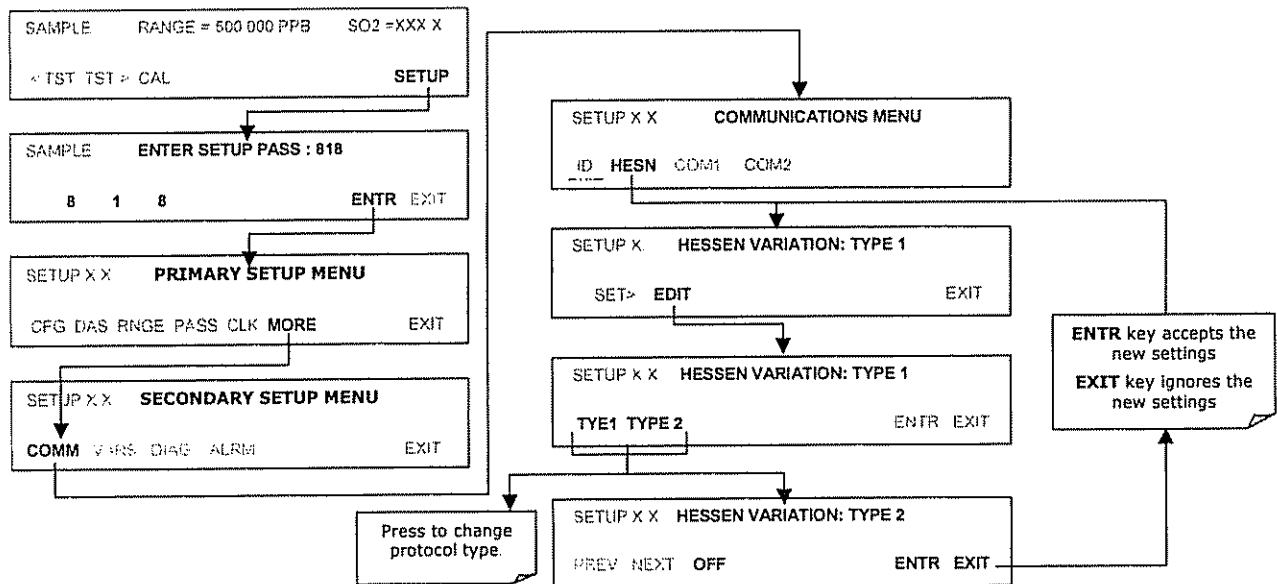 SAMPLE RANGE = 500 000 PPB SO2 =XXX X
< TST TST > CAL SETUP
SAMPLE ENTER SETUP PASS : 818
8 1 8 ENTR EXIT
SETUP X X PRIMARY SETUP MENU
CFG DAS RNGE PASS CLK MORE EXIT
SETUP X X SECONDARY SETUP MENU
COMM VARS DIAG ALRM EXIT
SETUP X X COMMUNICATIONS MENU
ID HESN COM1 COM2
SETUP X. HESSEN VARIATION: TYPE 1
SET> EDIT EXIT
SETUP X X HESSEN VARIATION: TYPE 1
TYE1 TYPE 2 ENTR EXIT
Press to change
protocol type.
SETUP X X HESSEN VARIATION: TYPE 2
PREV NEXT OFF ENTR EXIT
ENTR key accepts the
new settings
EXIT key ignores the
new settings